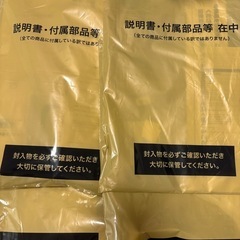 説明書・付属部品等
(全ての商品に付属している訳ではあり
封入物を必ずご確認いただき
大切に保管してください。
説明書・付属部品等 在中
(全ての商品に付属している訳ではありません)
封入物を必ずご確認いただき
大切に保管してください。